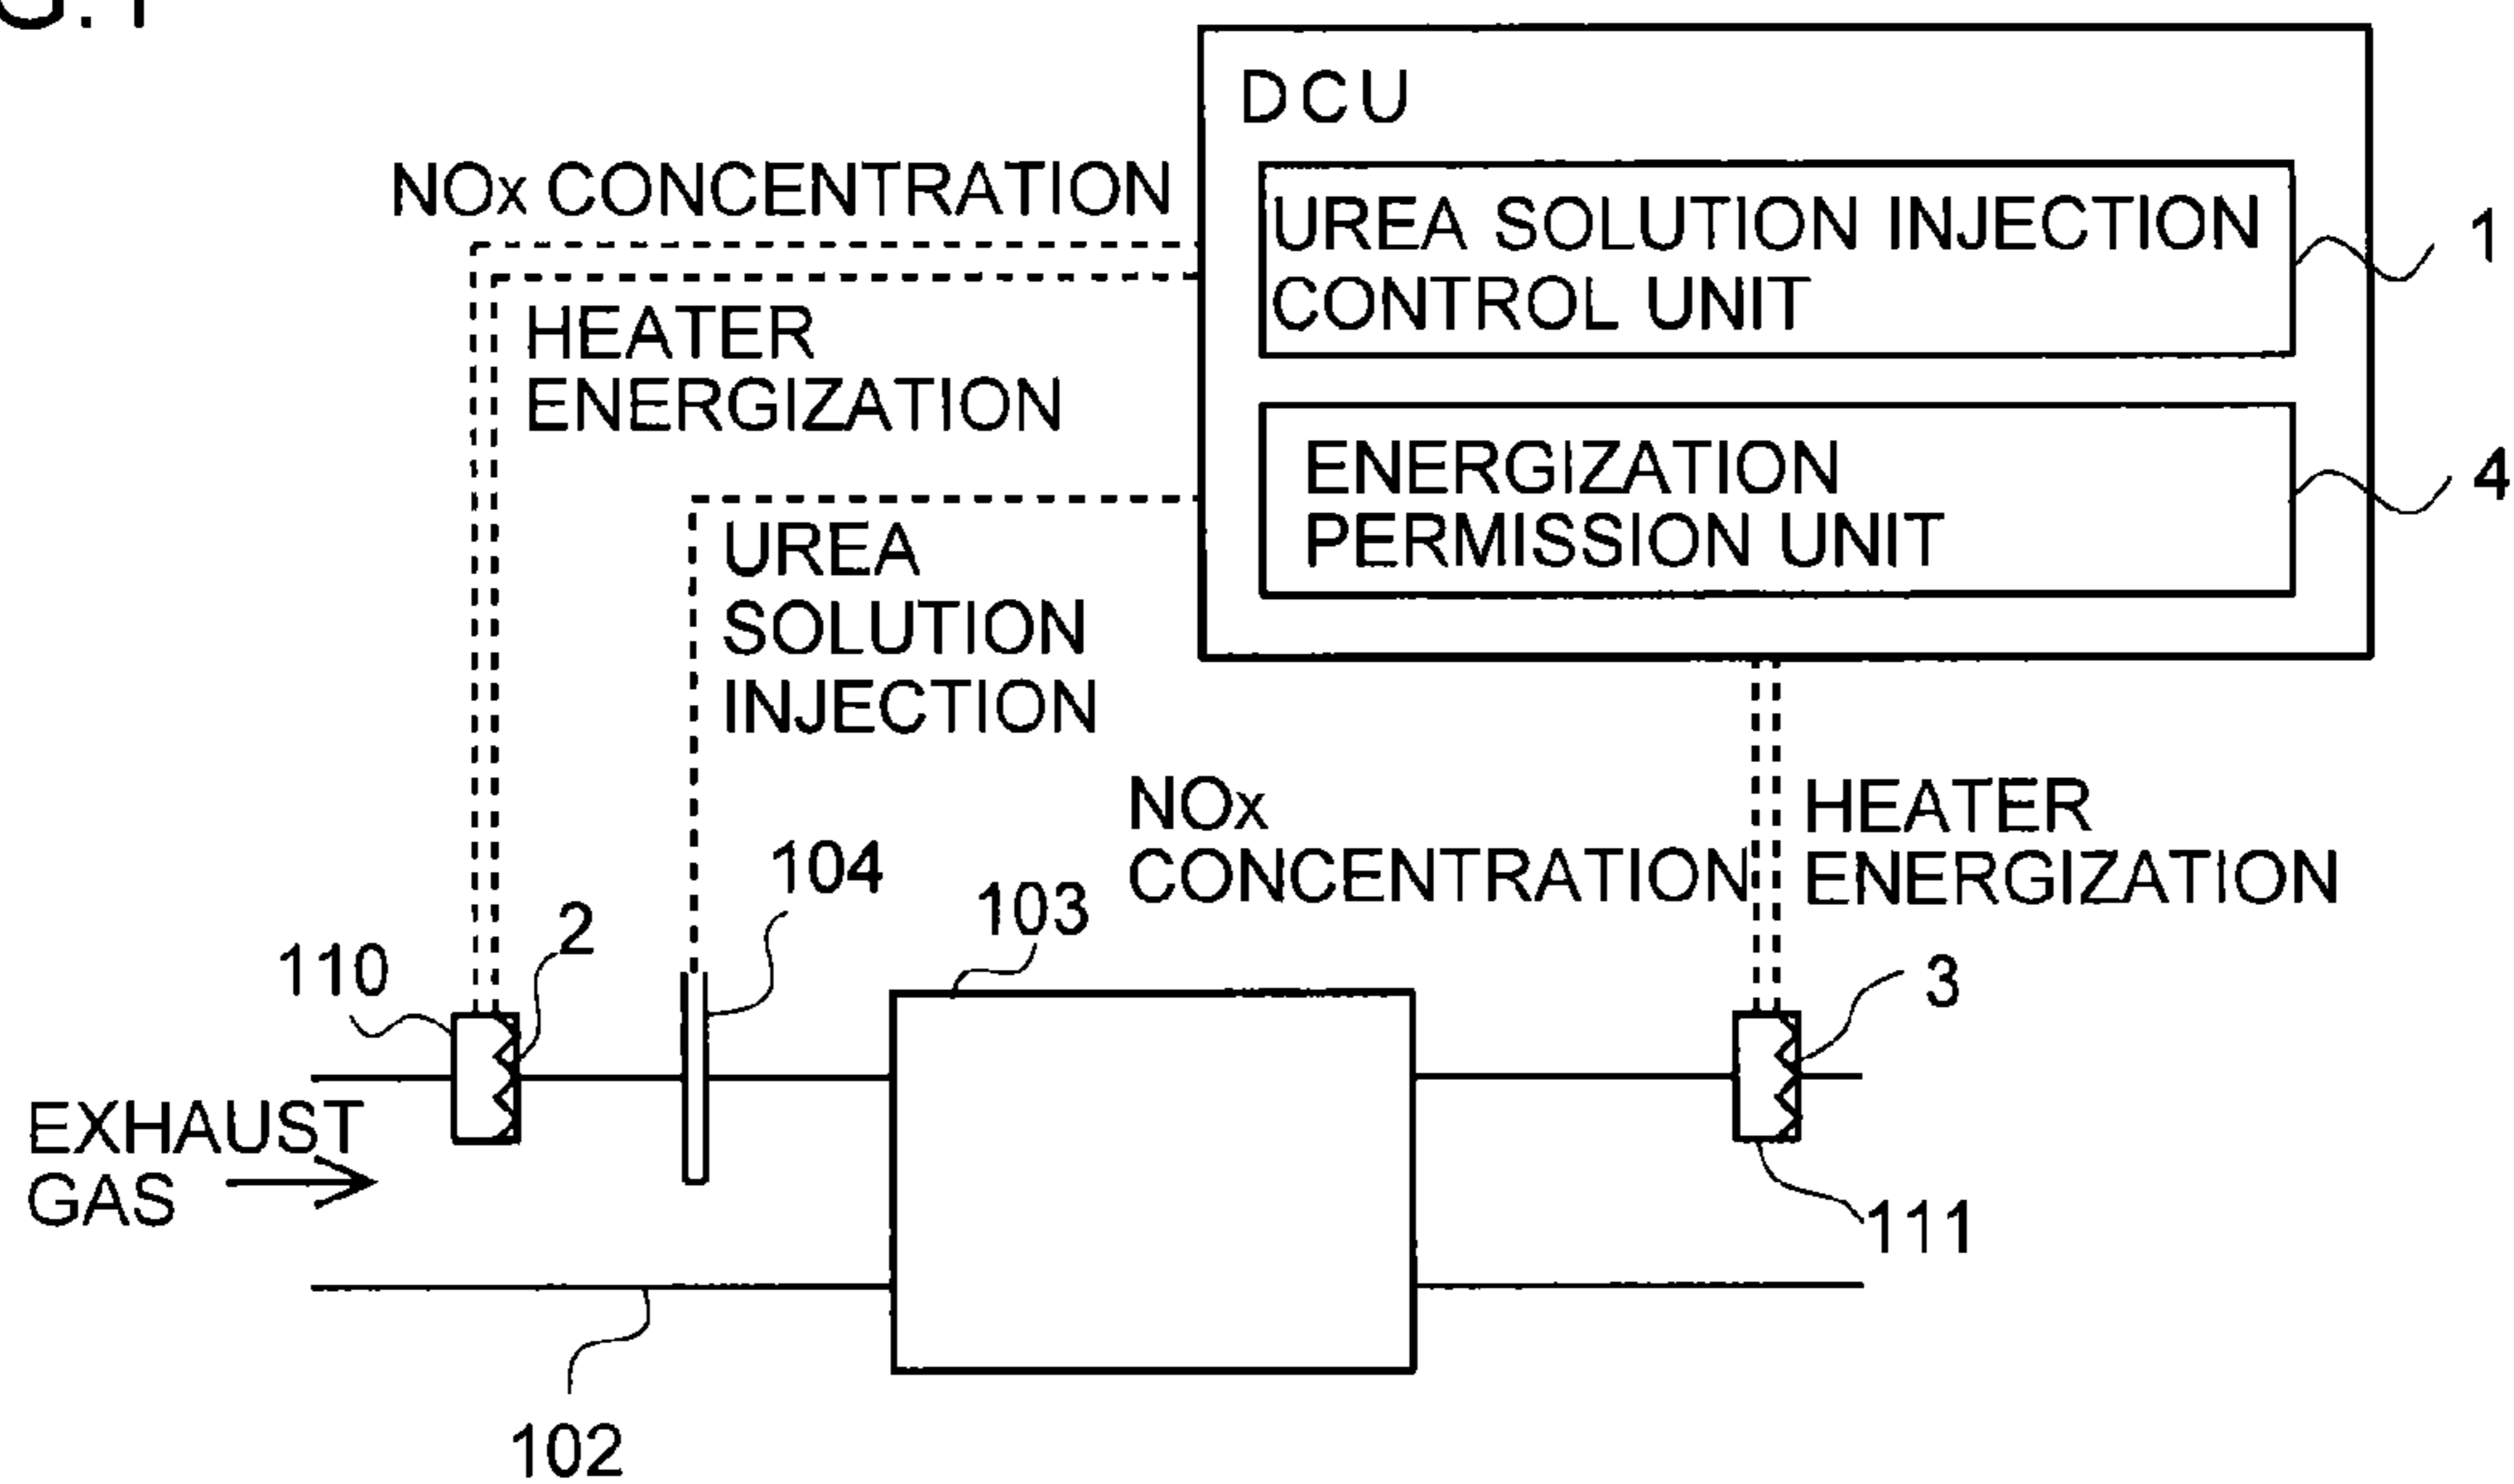 DCU
NOx CONCENTRATION
UREA SOLUTION INJECTION
CONTROL UNIT
1
HEATER
ENERGIZATION
ENERGIZATION
PERMISSION UNIT
4
UREA
SOLUTION
INJECTION
NOx
CONCENTRATION
HEATER
ENERGIZATION
104
103
2
110
3
EXHAUST
GAS
111
102